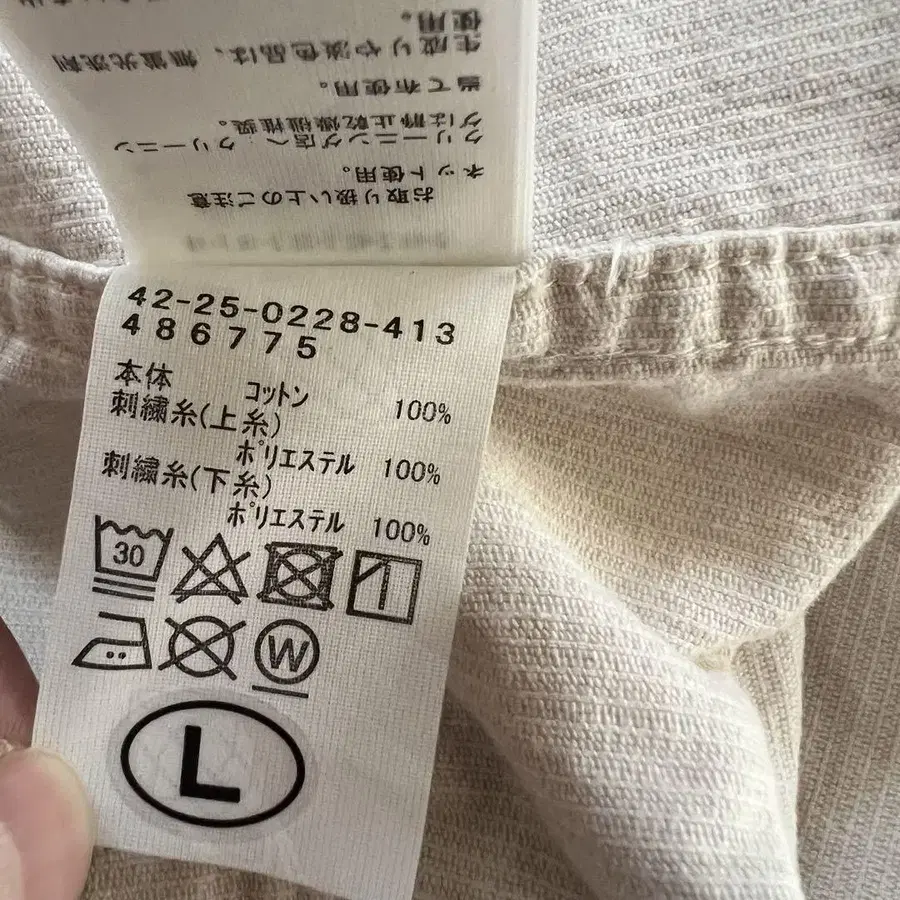 お取り扱い上のご注意
ネット使用。
クリーニング店へ クリーニン
グは静止乾燥推奨。
当て布使用。
生成りや淡色品は、無蛍光洗剤
使用。
42-25-0228-413
486775
本体 コットン 100%
刺繍糸(上糸)
ポリエステル 100%
刺繍糸(下糸)
ポリエステル 100%
30
W
L